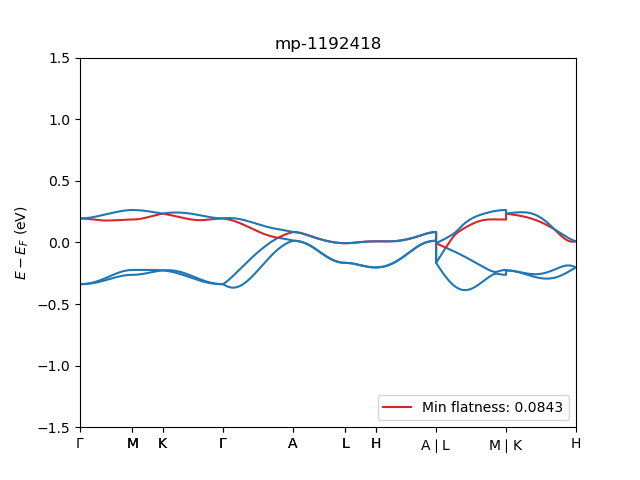 mp-1192418
E − E_F (eV)
1.5
1.0
0.5
0.0
−0.5
−1.0
−1.5
Min flatness: 0.0843
Γ M K Γ A L H A | L M | K H